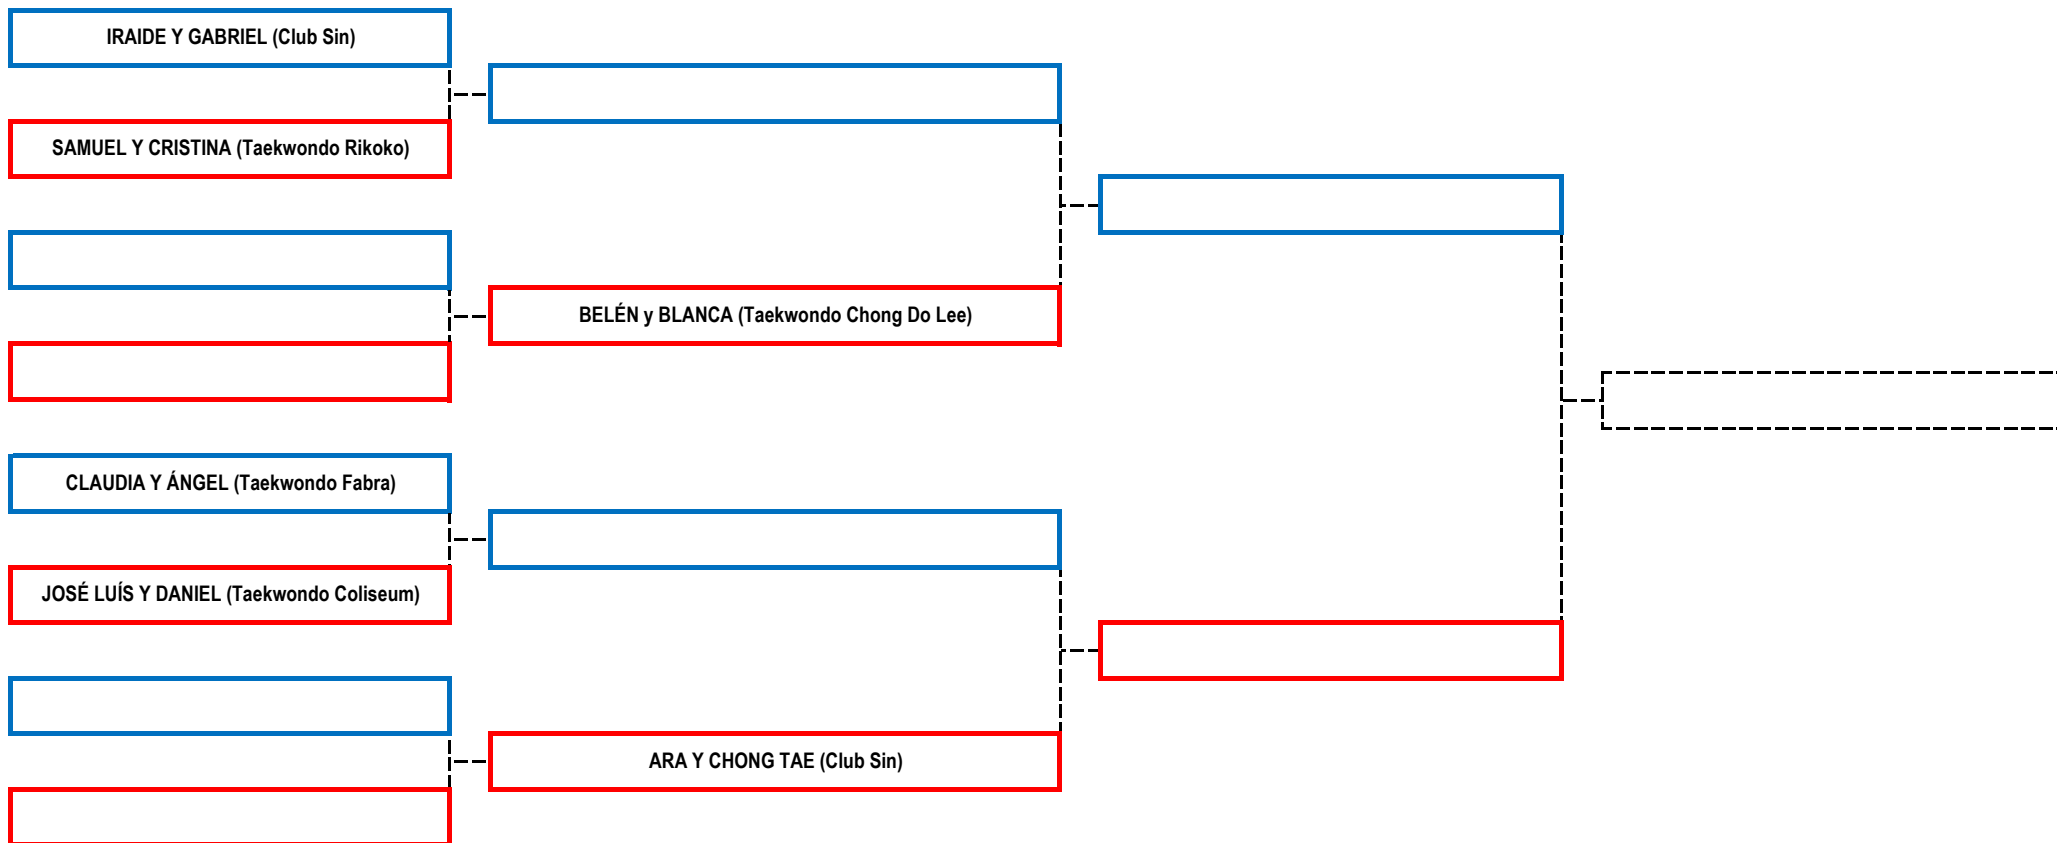 IRAIDE Y GABRIEL (Club Sin)
SAMUEL Y CRISTINA (Taekwondo Rikoko)
BELÉN y BLANCA (Taekwondo Chong Do Lee)
CLAUDIA Y ÁNGEL (Taekwondo Fabra)
JOSÉ LUÍS Y DANIEL (Taekwondo Coliseum)
ARA Y CHONG TAE (Club Sin)